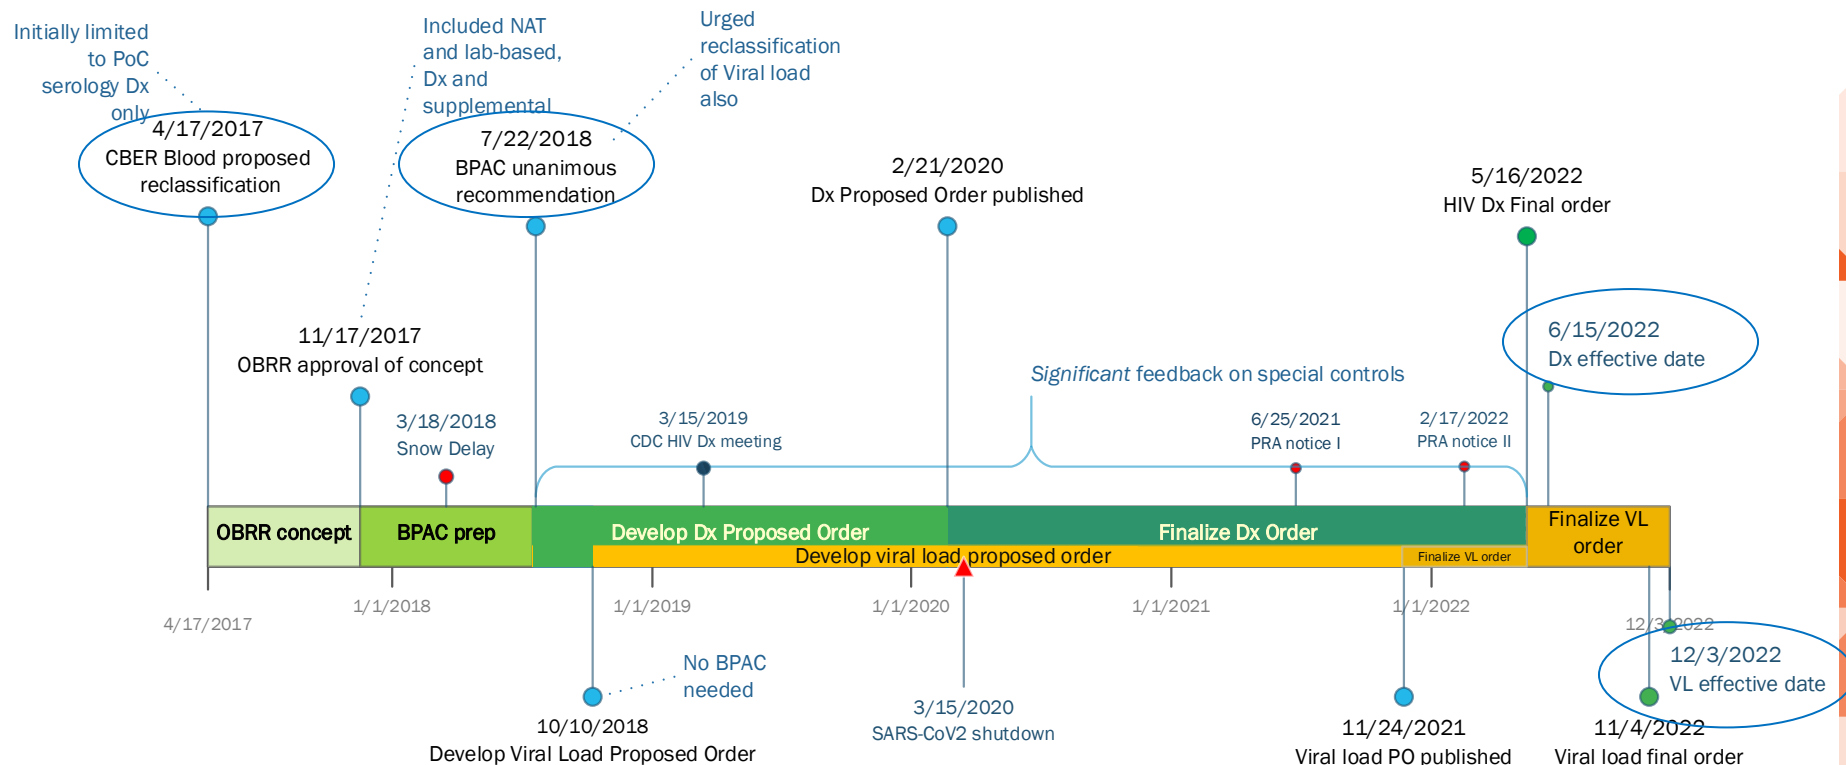 Initially limited
to PoC
serology Dx
only
4/17/2017
CBER Blood proposed
reclassification
Included NAT
and lab-based,
Dx and
supplemental
7/22/2018
BPAC unanimous
recommendation
Urged
reclassification
of Viral load
also
2/21/2020
Dx Proposed Order published
5/16/2022
HIV Dx Final order
11/17/2017
OBRR approval of concept
6/15/2022
Dx effective date
Significant feedback on special controls
3/18/2018
Snow Delay
3/15/2019
CDC HIV Dx meeting
6/25/2021
PRA notice I
2/17/2022
PRA notice II
OBRR concept
BPAC prep
Develop Dx Proposed Order
Finalize Dx Order
Finalize VL
order
Develop viral load proposed order
Finalize VL order
4/17/2017
1/1/2018
1/1/2019
1/1/2020
1/1/2021
1/1/2022
12/3/2022
12/3/2022
VL effective date
No BPAC
needed
10/10/2018
Develop Viral Load Proposed Order
3/15/2020
SARS-CoV2 shutdown
11/24/2021
Viral load PO published
11/4/2022
Viral load final order